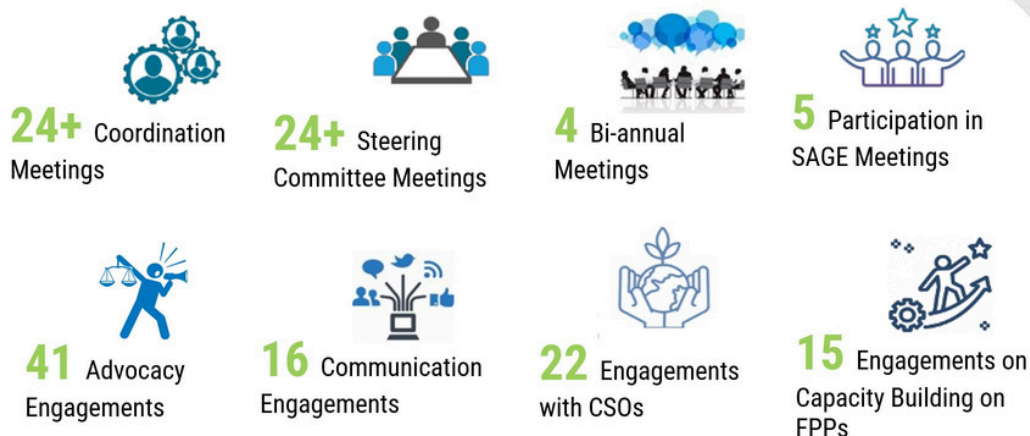 24+ Coordination
Meetings
24+ Steering
Committee Meetings
4 Bi-annual
Meetings
5 Participation in
SAGE Meetings
41 Advocacy
Engagements
16 Communication
Engagements
22 Engagements
with CSOs
15 Engagements on
Capacity Building on
FPPs